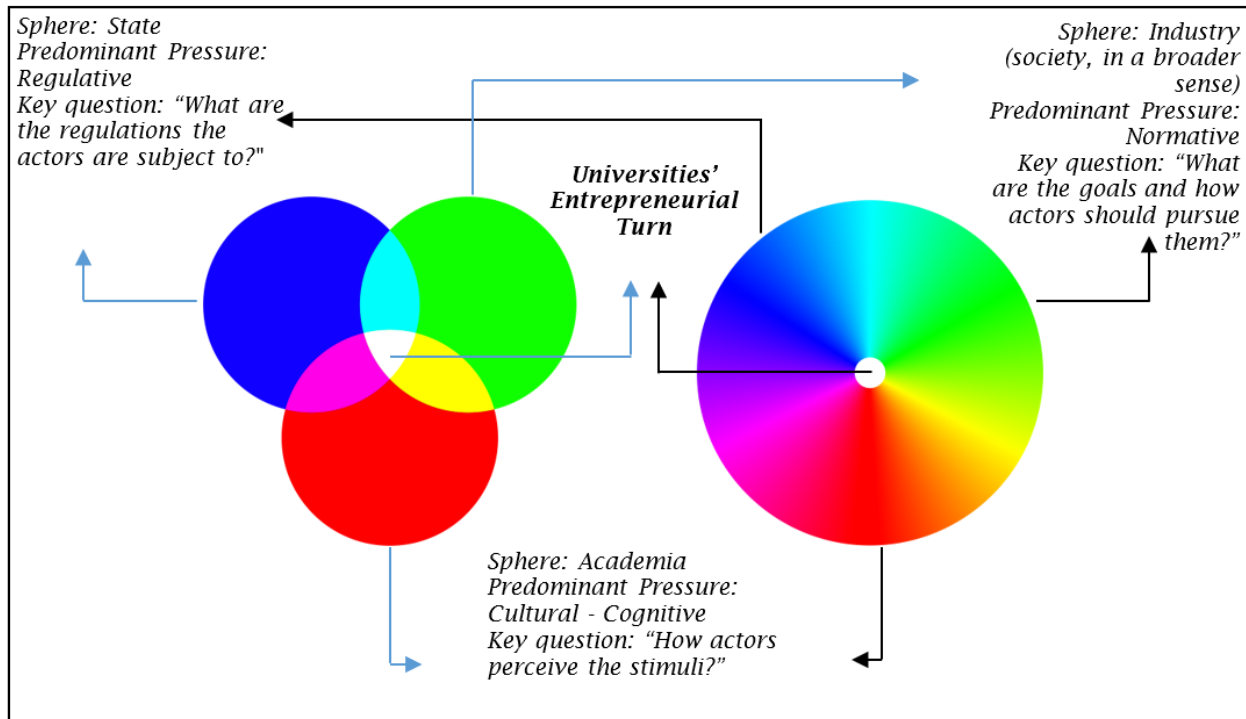 Sphere: State
Predominant Pressure:
Regulative
Key question: “What are
the regulations the
actors are subject to?"
Sphere: Industry
(society, in a broader
sense)
Predominant Pressure:
Normative
Key question: “What
are the goals and how
actors should pursue
them?”
Universities’
Entrepreneurial
Turn
Sphere: Academia
Predominant Pressure:
Cultural - Cognitive
Key question: “How actors
perceive the stimuli?”